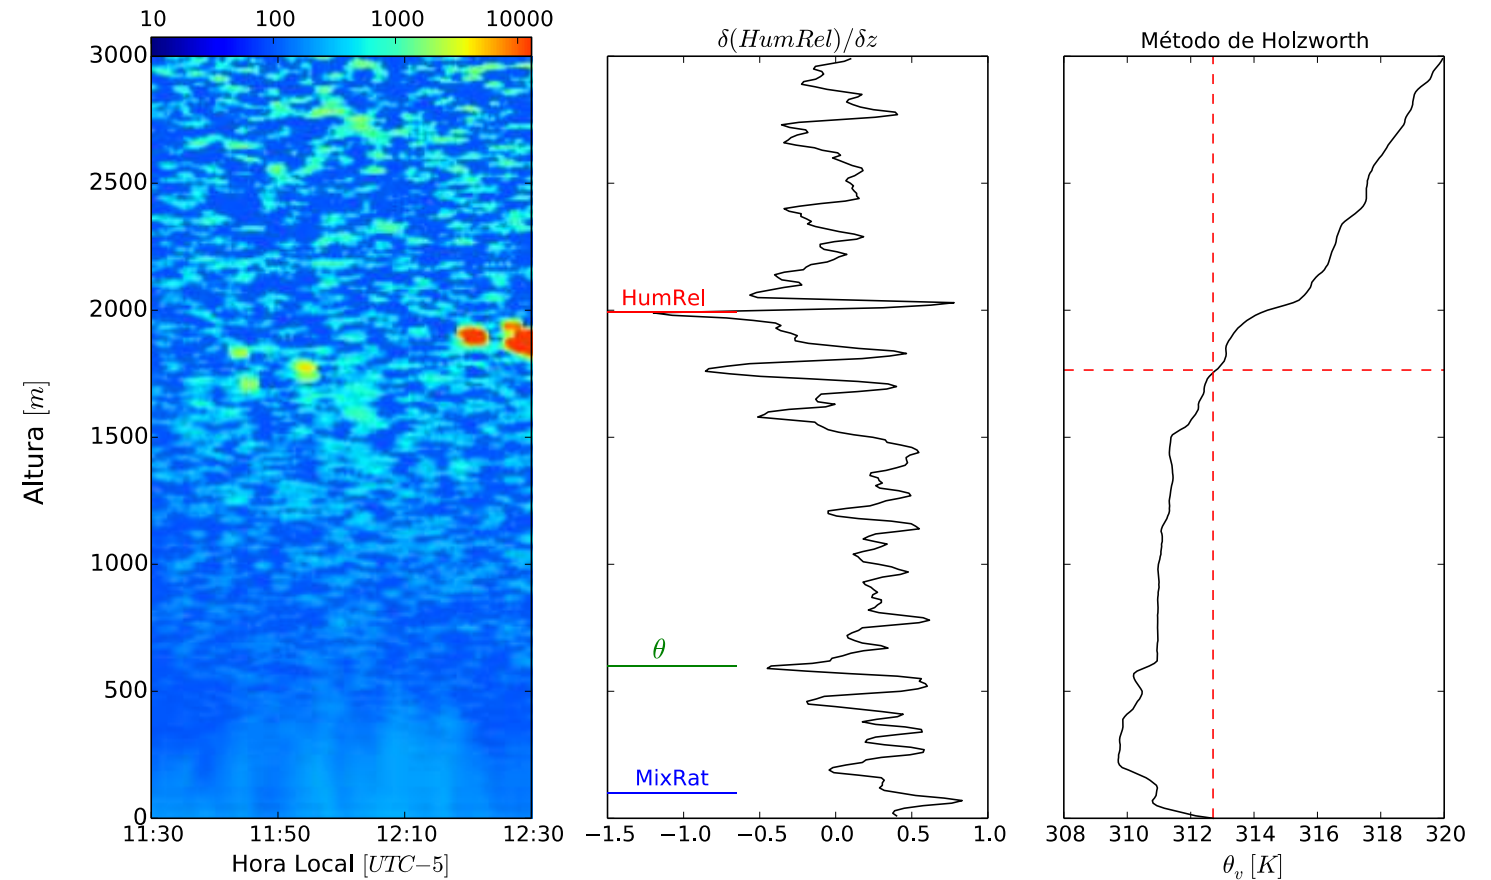 10 100 1000 10000
δ(HumRel)/δz
Método de Holzworth
3000
2500
2000
1500
1000
500
0
Altura [m]
11:30 11:50 12:10 12:30
Hora Local [UTC−5]
HumRel
θ
MixRat
−1.5 −1.0 −0.5 0.0 0.5 1.0
308 310 312 314 316 318 320
θv [K]